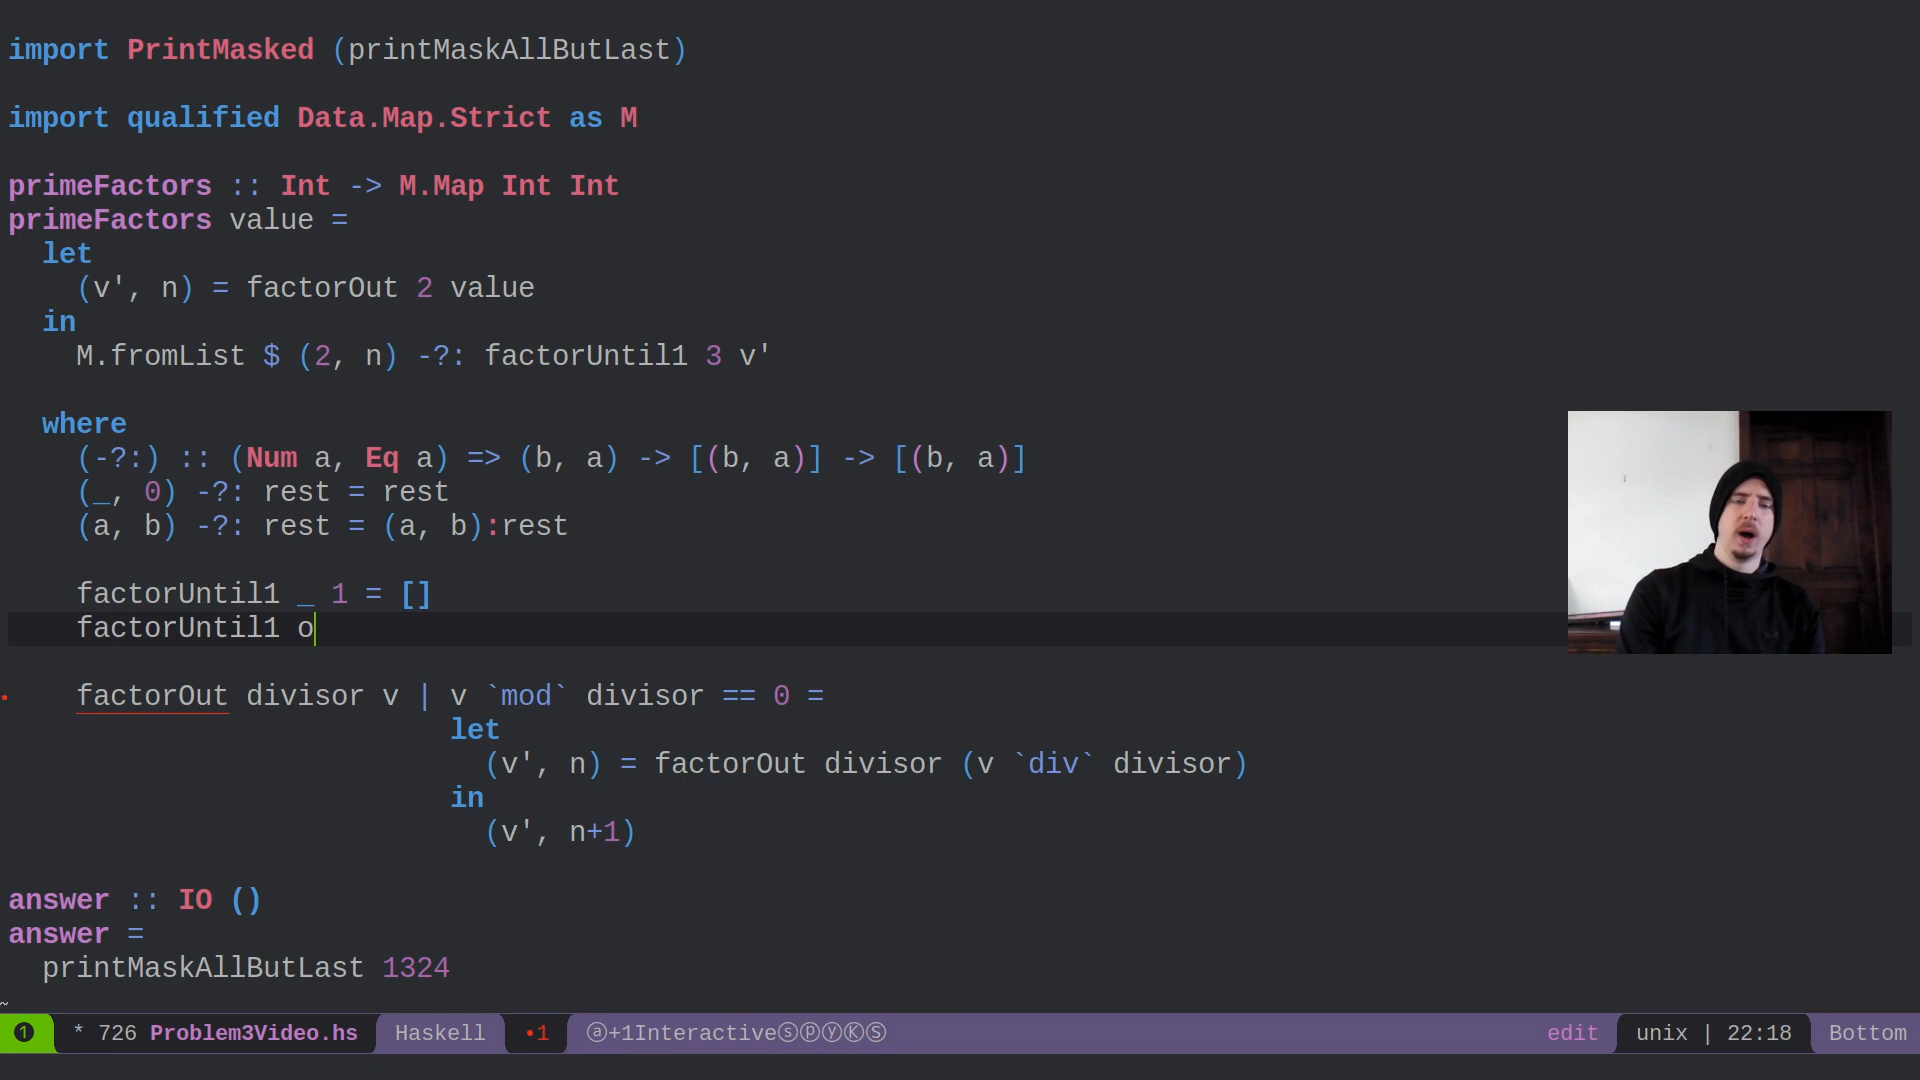 import PrintMasked (printMaskAllButLast)
import qualified Data.Map.Strict as M
primeFactors :: Int -> M.Map Int Int
primeFactors value =
  let
    (v', n) = factorOut 2 value
  in
    M.fromList $ (2, n) -?: factorUntil1 3 v'
  where
    (-?:) :: (Num a, Eq a) => (b, a) -> [(b, a)] -> [(b, a)]
    (_, 0) -?: rest = rest
    (a, b) -?: rest = (a, b):rest
    factorUntil1 _ 1 = []
    factorUntil1 o
    factorOut divisor v | v `mod` divisor == 0 =
                          let
                            (v', n) = factorOut divisor (v `div` divisor)
                          in
                            (v', n+1)
answer :: IO ()
answer =
  printMaskAllButLast 1324
~
❶ * 726 Problem3Video.hs Haskell •1 ⓐ+1InteractiveⓢⓟⓨⓀⓈ edit unix | 22:18 Bottom